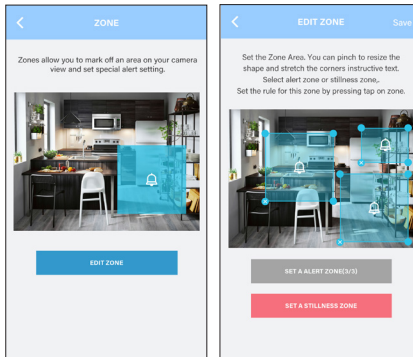 ZONE
Zones allow you to mark off an area on your camera
view and set special alert setting.
EDIT ZONE
EDIT ZONE
Save
Set the Zone Area. You can pinch to resize the
shape and stretch the corners instructive text.
Select alert zone or stillness zone,.
Set the rule for this zone by pressing tap on zone.
SET A ALERT ZONE(3/3)
SET A STILLNESS ZONE